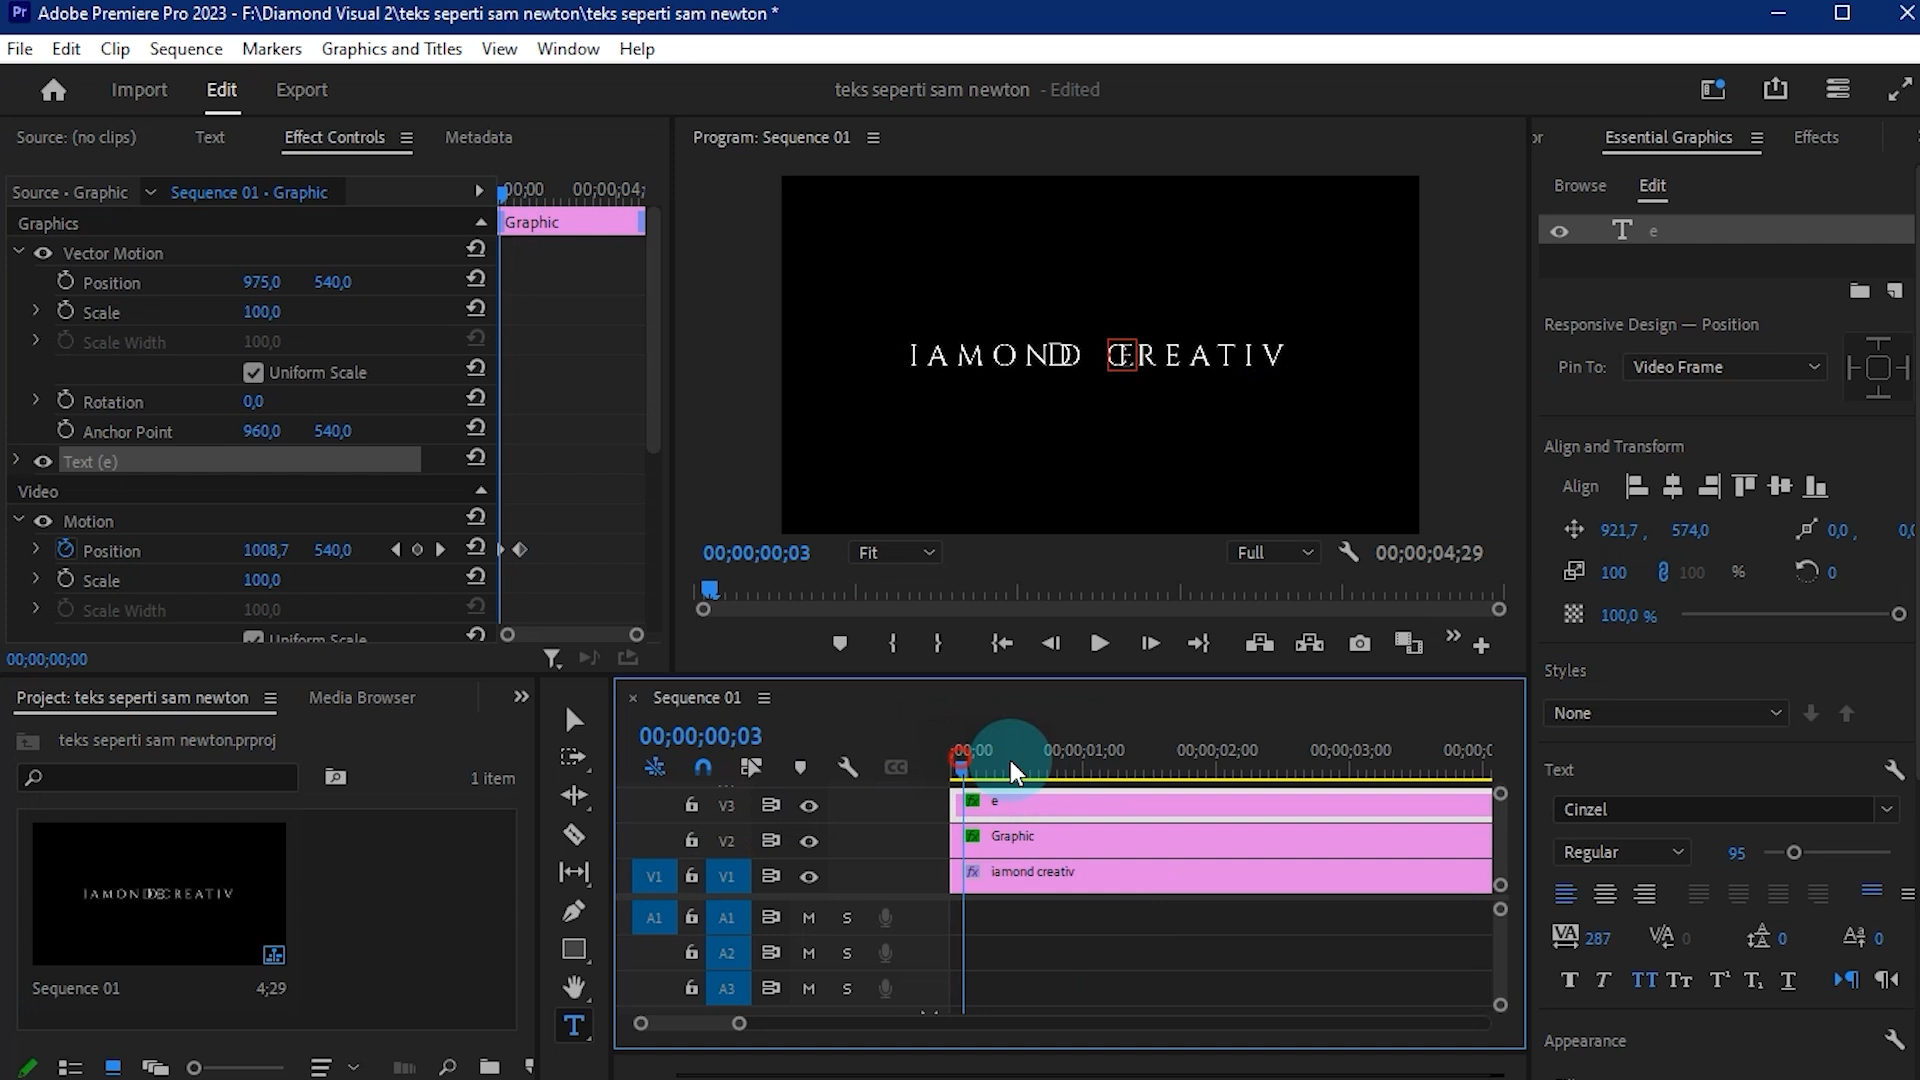 Pr Adobe Premiere Pro 2023 - F:\Diamond Visual 2\teks seperti sam newton\teks seperti sam newton *
File Edit Clip Sequence Markers Graphics and Titles View Window Help
Import Edit Export teks seperti sam newton - Edited
Source: (no clips) Text Effect Controls Metadata
Program: Sequence 01
Essential Graphics Effects
Source · Graphic Sequence 01 · Graphic
;00;00 00;00;04;
Graphics
Graphic
Vector Motion
Position 975,0 540,0
Scale 100,0
Scale Width 100,0
Uniform Scale
Rotation 0,0
Anchor Point 960,0 540,0
Text (e)
Video
Motion
Position 1008,7 540,0
Scale 100,0
Scale Width 100,0
Uniform Scale
00;00;00;00
IAMONDD CEREATIV
00;00;00;03 Fit Full 00;00;04;29
Browse Edit
T e
Responsive Design — Position
Pin To: Video Frame
Align and Transform
Align
921,7 , 574,0 0,0 ,
100 100 % 0
100,0 %
Styles
None
Text
Cinzel
Regular 95
287 0 0 0
Appearance
Project: teks seperti sam newton Media Browser
teks seperti sam newton.prproj
1 item
Sequence 01 4;29
Sequence 01
00;00;00;03
;00;00 00;00;01;00 00;00;02;00 00;00;03;00
V3 fx e
V2 fx Graphic
V1 V1 fx iamond creativ
A1 A1 M S
A2 M S
A3 M S